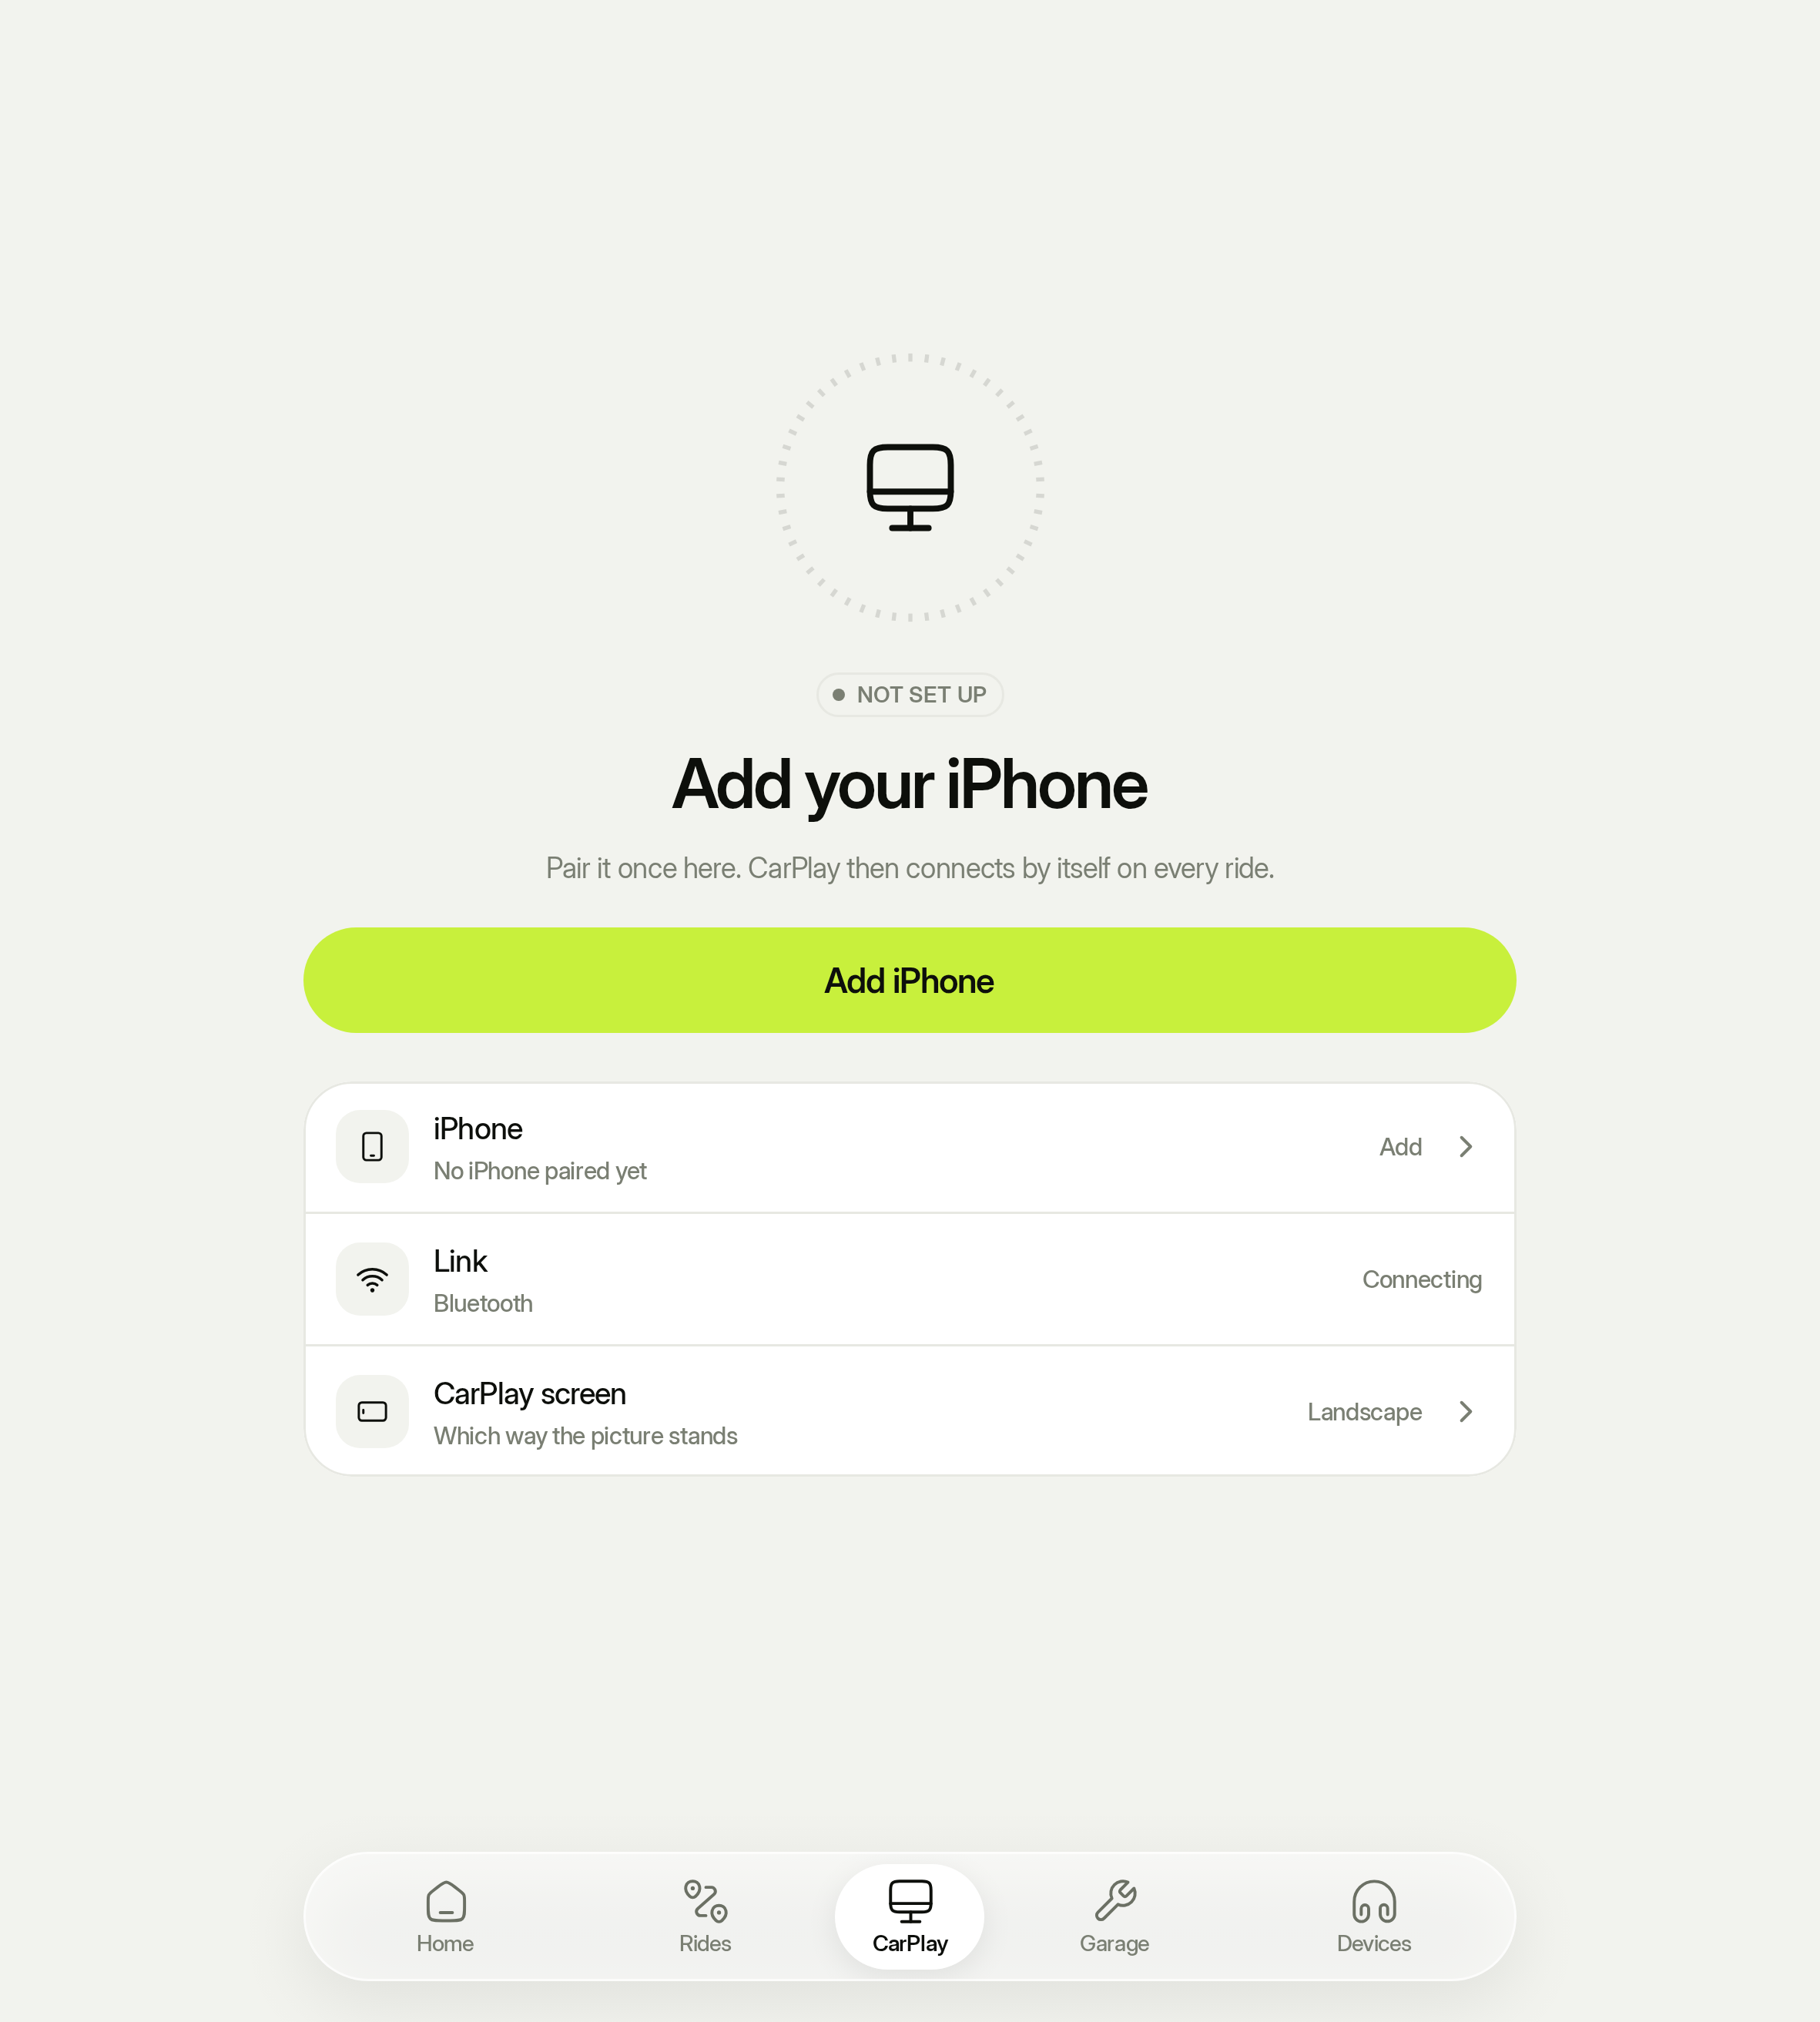 NOT SET UP
Add your iPhone
Pair it once here. CarPlay then connects by itself on every ride.
Add iPhone
iPhone
No iPhone paired yet
Add
Link
Bluetooth
Connecting
CarPlay screen
Which way the picture stands
Landscape
Home
Rides
CarPlay
Garage
Devices